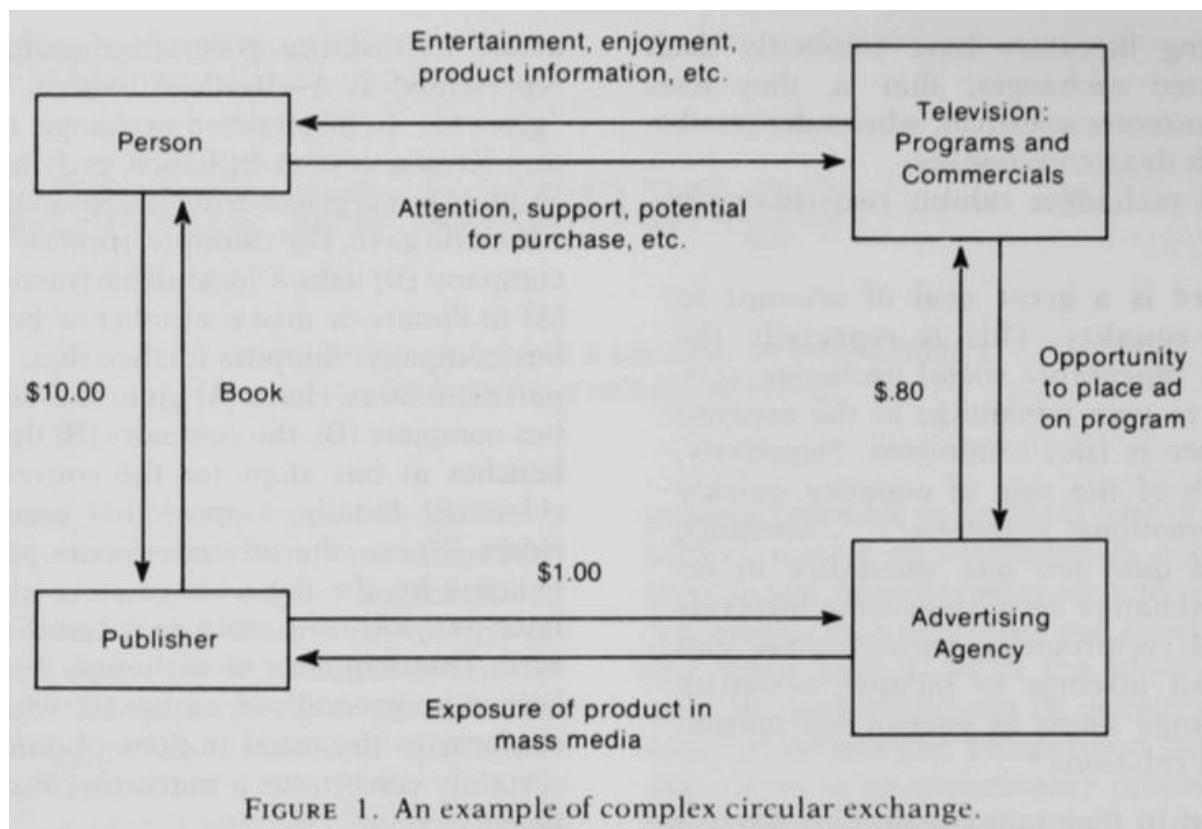 Entertainment, enjoyment,
product information, etc.
Person
Television:
Programs and
Commercials
Attention, support, potential
for purchase, etc.
$10.00
Book
$.80
Opportunity
to place ad
on program
$1.00
Publisher
Advertising
Agency
Exposure of product in
mass media
FIGURE 1. An example of complex circular exchange.